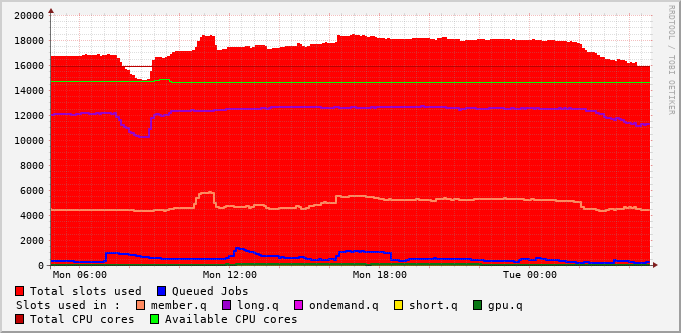 20000
18000
16000
14000
12000
10000
8000
6000
4000
2000
0
Mon 06:00 Mon 12:00 Mon 18:00 Tue 00:00
RRDTOOL / TOBI OETIKER
Total slots used Queued Jobs
Slots used in : member.q long.q ondemand.q short.q gpu.q
Total CPU cores Available CPU cores